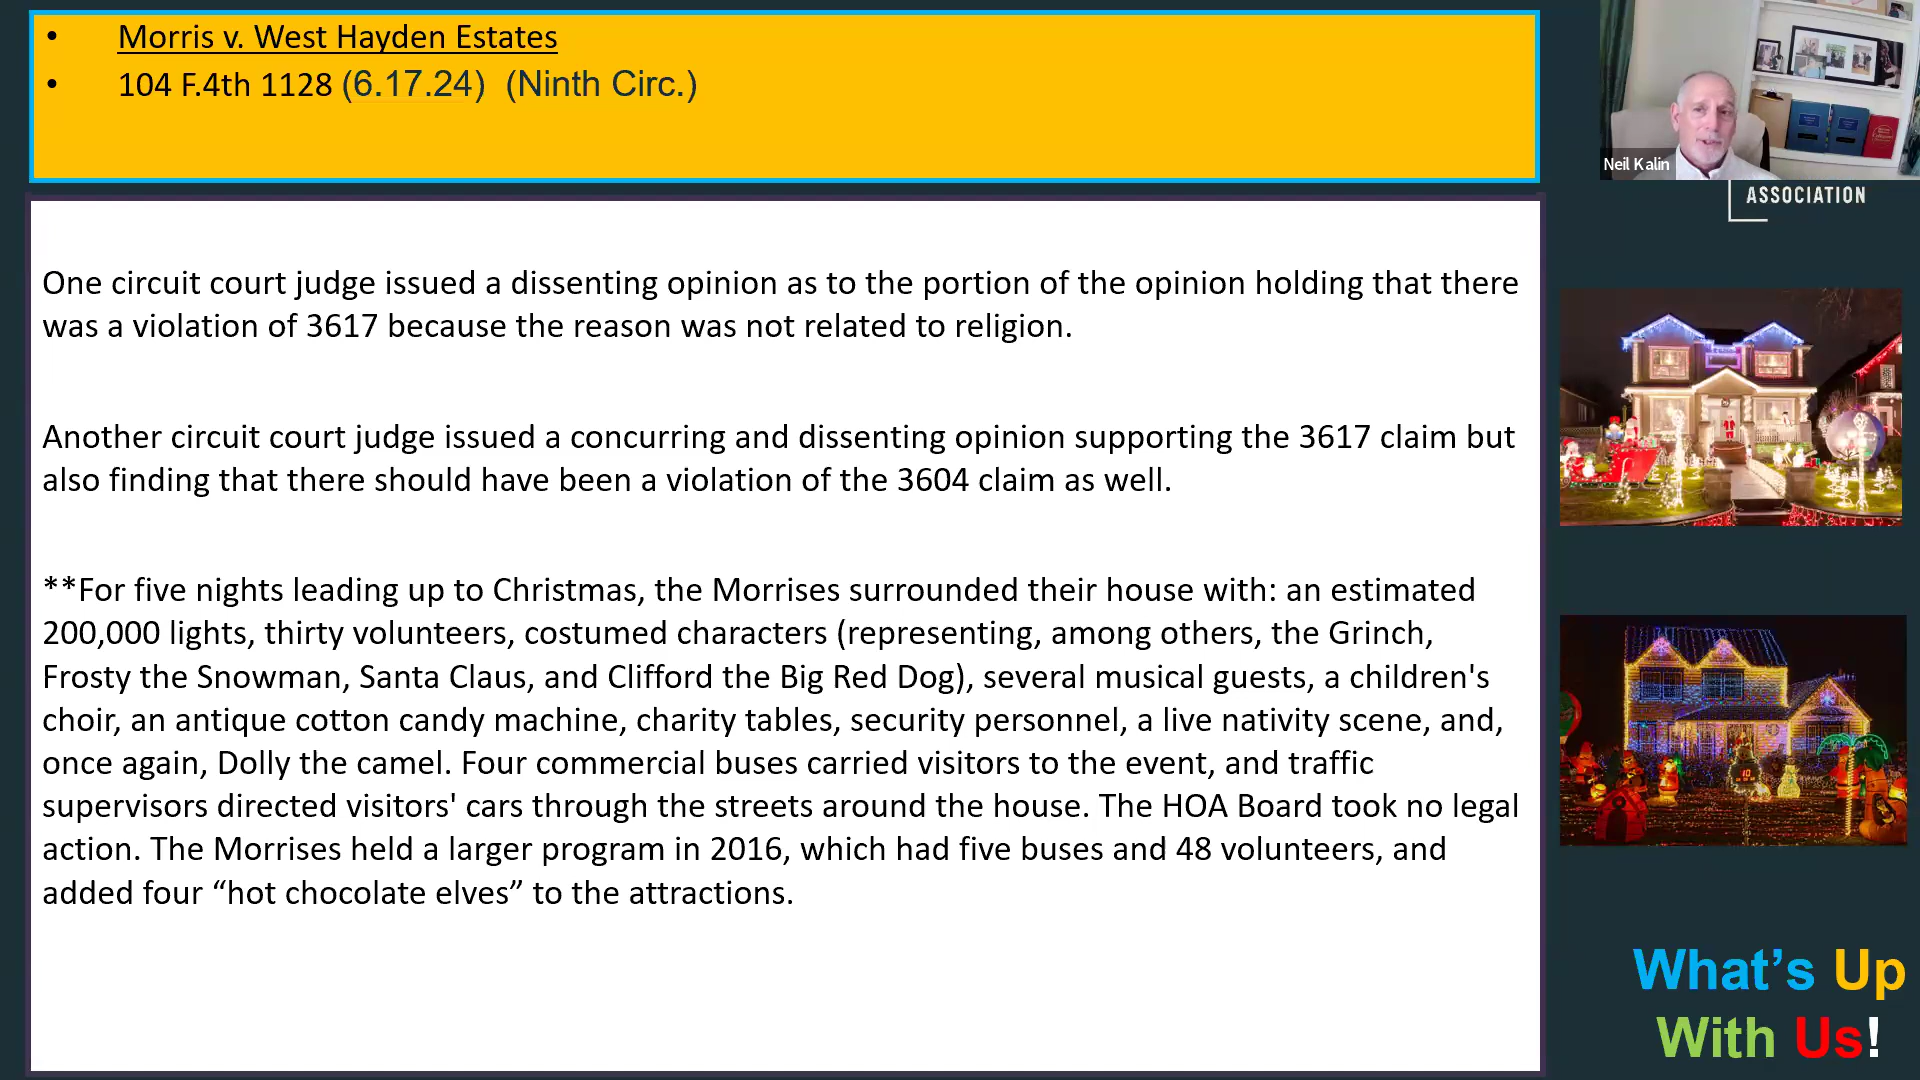 • Morris v. West Hayden Estates
• 104 F.4th 1128 (6.17.24) (Ninth Circ.)
Neil Kalin
ASSOCIATION
One circuit court judge issued a dissenting opinion as to the portion of the opinion holding that there
was a violation of 3617 because the reason was not related to religion.
Another circuit court judge issued a concurring and dissenting opinion supporting the 3617 claim but
also finding that there should have been a violation of the 3604 claim as well.
**For five nights leading up to Christmas, the Morrises surrounded their house with: an estimated
200,000 lights, thirty volunteers, costumed characters (representing, among others, the Grinch,
Frosty the Snowman, Santa Claus, and Clifford the Big Red Dog), several musical guests, a children's
choir, an antique cotton candy machine, charity tables, security personnel, a live nativity scene, and,
once again, Dolly the camel. Four commercial buses carried visitors to the event, and traffic
supervisors directed visitors' cars through the streets around the house. The HOA Board took no legal
action. The Morrises held a larger program in 2016, which had five buses and 48 volunteers, and
added four “hot chocolate elves” to the attractions.
What’s Up
With Us!